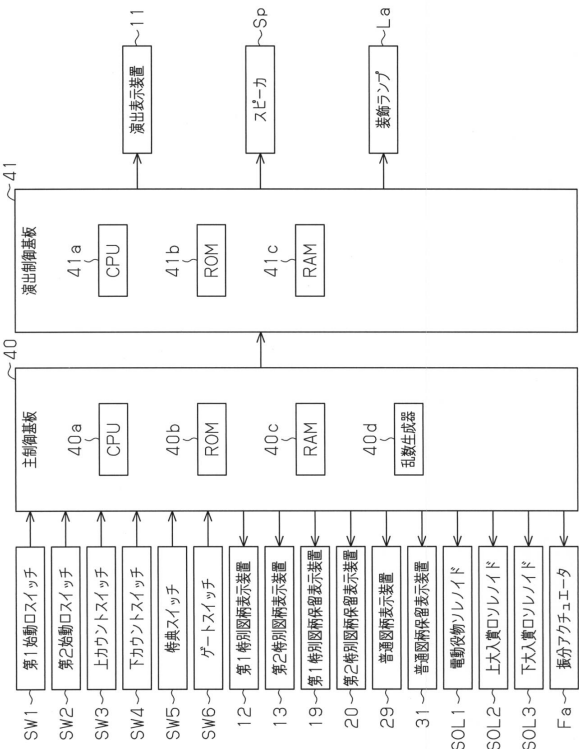 SW1 第1始動口スイッチ
SW2 第2始動口スイッチ
SW3 上カウントスイッチ
SW4 下カウントスイッチ
SW5 特典スイッチ
SW6 ゲートスイッチ
12 第1特別図柄表示装置
13 第2特別図柄表示装置
19 第1特別図柄保留表示装置
20 第2特別図柄保留表示装置
29 普通図柄表示装置
31 普通図柄保留表示装置
SOL1 電動役物ソレノイド
SOL2 上大入賞口ソレノイド
SOL3 下大入賞口ソレノイド
Fa 振分アクチュエータ
40
主制御基板
40a
CPU
40b
ROM
40c
RAM
40d
乱数生成器
41
演出制御基板
41a
CPU
41b
ROM
41c
RAM
演出表示装置 11
スピーカ Sp
装飾ランプ La